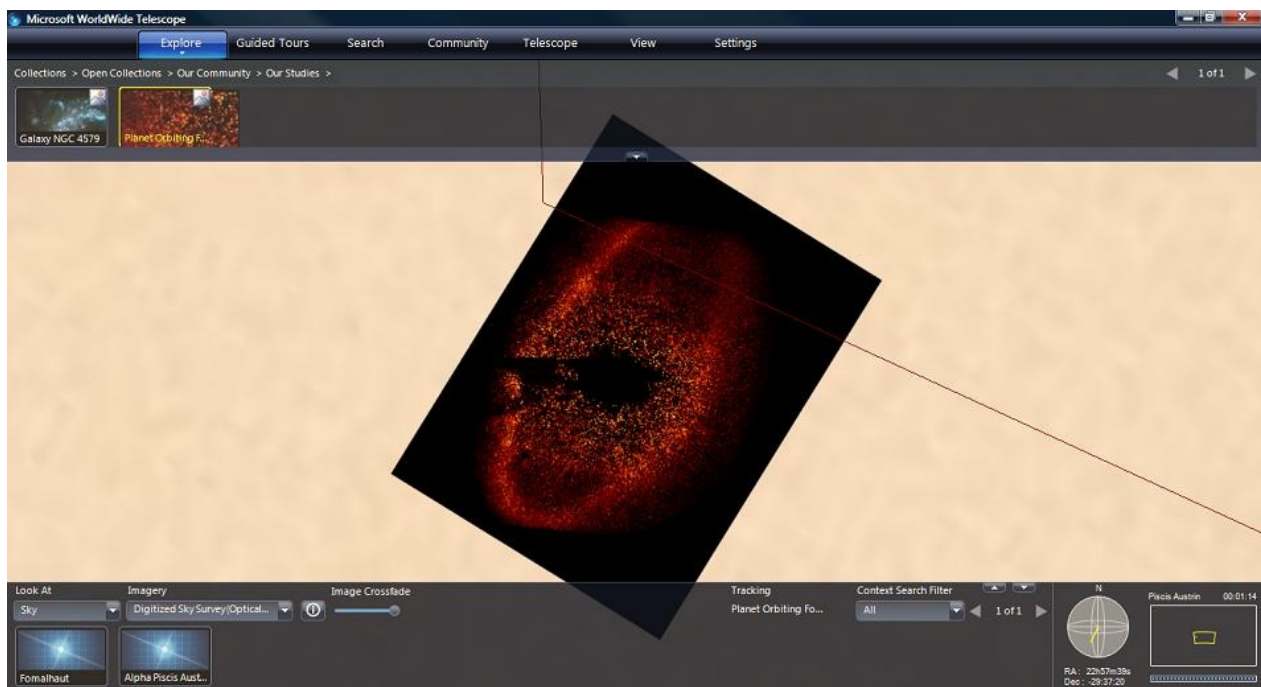 Microsoft WorldWide Telescope
Explore Guided Tours Search Community Telescope View Settings
Collections > Open Collections > Our Community > Our Studies >
1 of 1
Galaxy NGC 4579
Planet Orbiting F...
Look At
Sky
Imagery
Digitized Sky Survey(Optical...
Image Crossfade
Tracking
Planet Orbiting Fo...
Context Search Filter
All
1 of 1
Fomalhaut
Alpha Piscis Aust...
N
RA : 22h57m39s
Dec : -29:37:20
Piscis Austrin 00:01:14